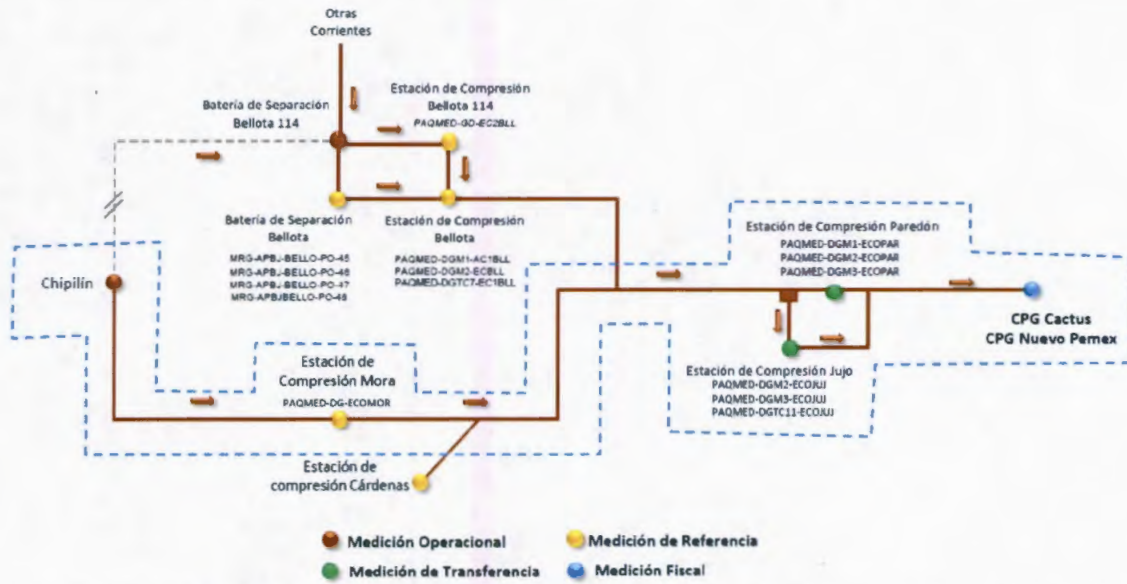 Otras
Corrientes
Estación de Compresión
Bellota 114
PAQMED-GD-EC2BLL
Batería de Separación
Bellota 114
Batería de Separación
Bellota
MRG-APBJ-BELLO-PO-45
MRG-APBJ-BELLO-PO-46
MRG-APBJ-BELLO-PO-47
MRG-APBJBELLO-PO-48
Estación de Compresión
Bellota
PAQMED-DGM1-AC1BLL
PAQMED-DGM2-ECBLL
PAQMED-DGTC7-EC1BLL
Estación de Compresión Paredón
PAQMED-DGM1-ECOPAR
PAQMED-DGM2-ECOPAR
PAQMED-DGM3-ECOPAR
Chipilín
CPG Cactus
CPG Nuevo Pemex
Estación de
Compresión Mora
PAQMED-DG-ECOMOR
Estación de Compresión Jujo
PAQMED-DGM2-ECOJUJ
PAQMED-DGM3-ECOJUJ
PAQMED-DGTC11-ECOJUJ
Estación de
compresión Cárdenas
Medición Operacional
Medición de Referencia
Medición de Transferencia
Medición Fiscal